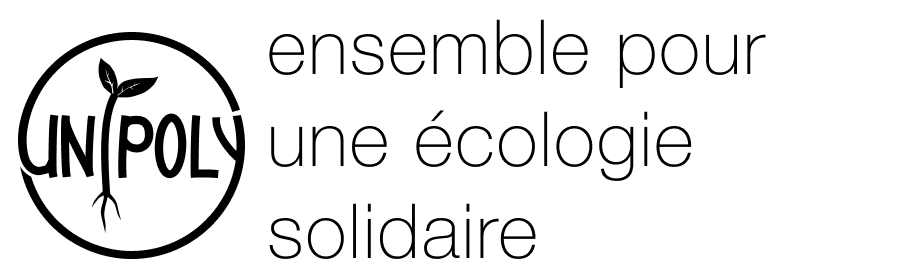 UNIPOLY
ensemble pour
une écologie
solidaire